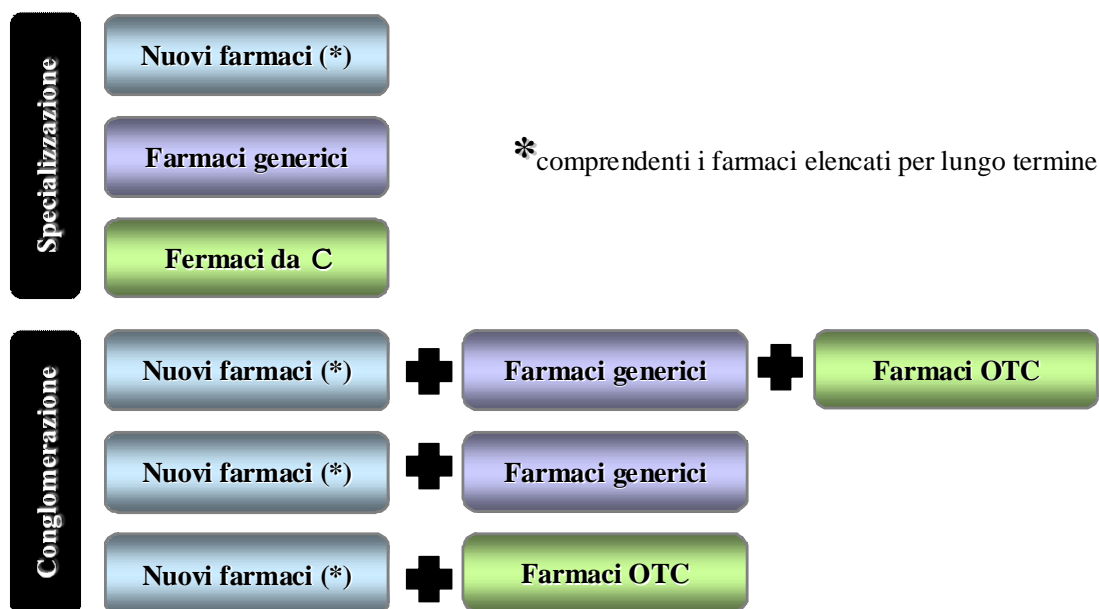 Specializzazione
Nuovi farmaci (*)
Farmaci generici
*comprendenti i farmaci elencati per lungo termine
Fermaci da C
Conglomerazione
Nuovi farmaci (*) + Farmaci generici + Farmaci OTC
Nuovi farmaci (*) + Farmaci generici
Nuovi farmaci (*) + Farmaci OTC